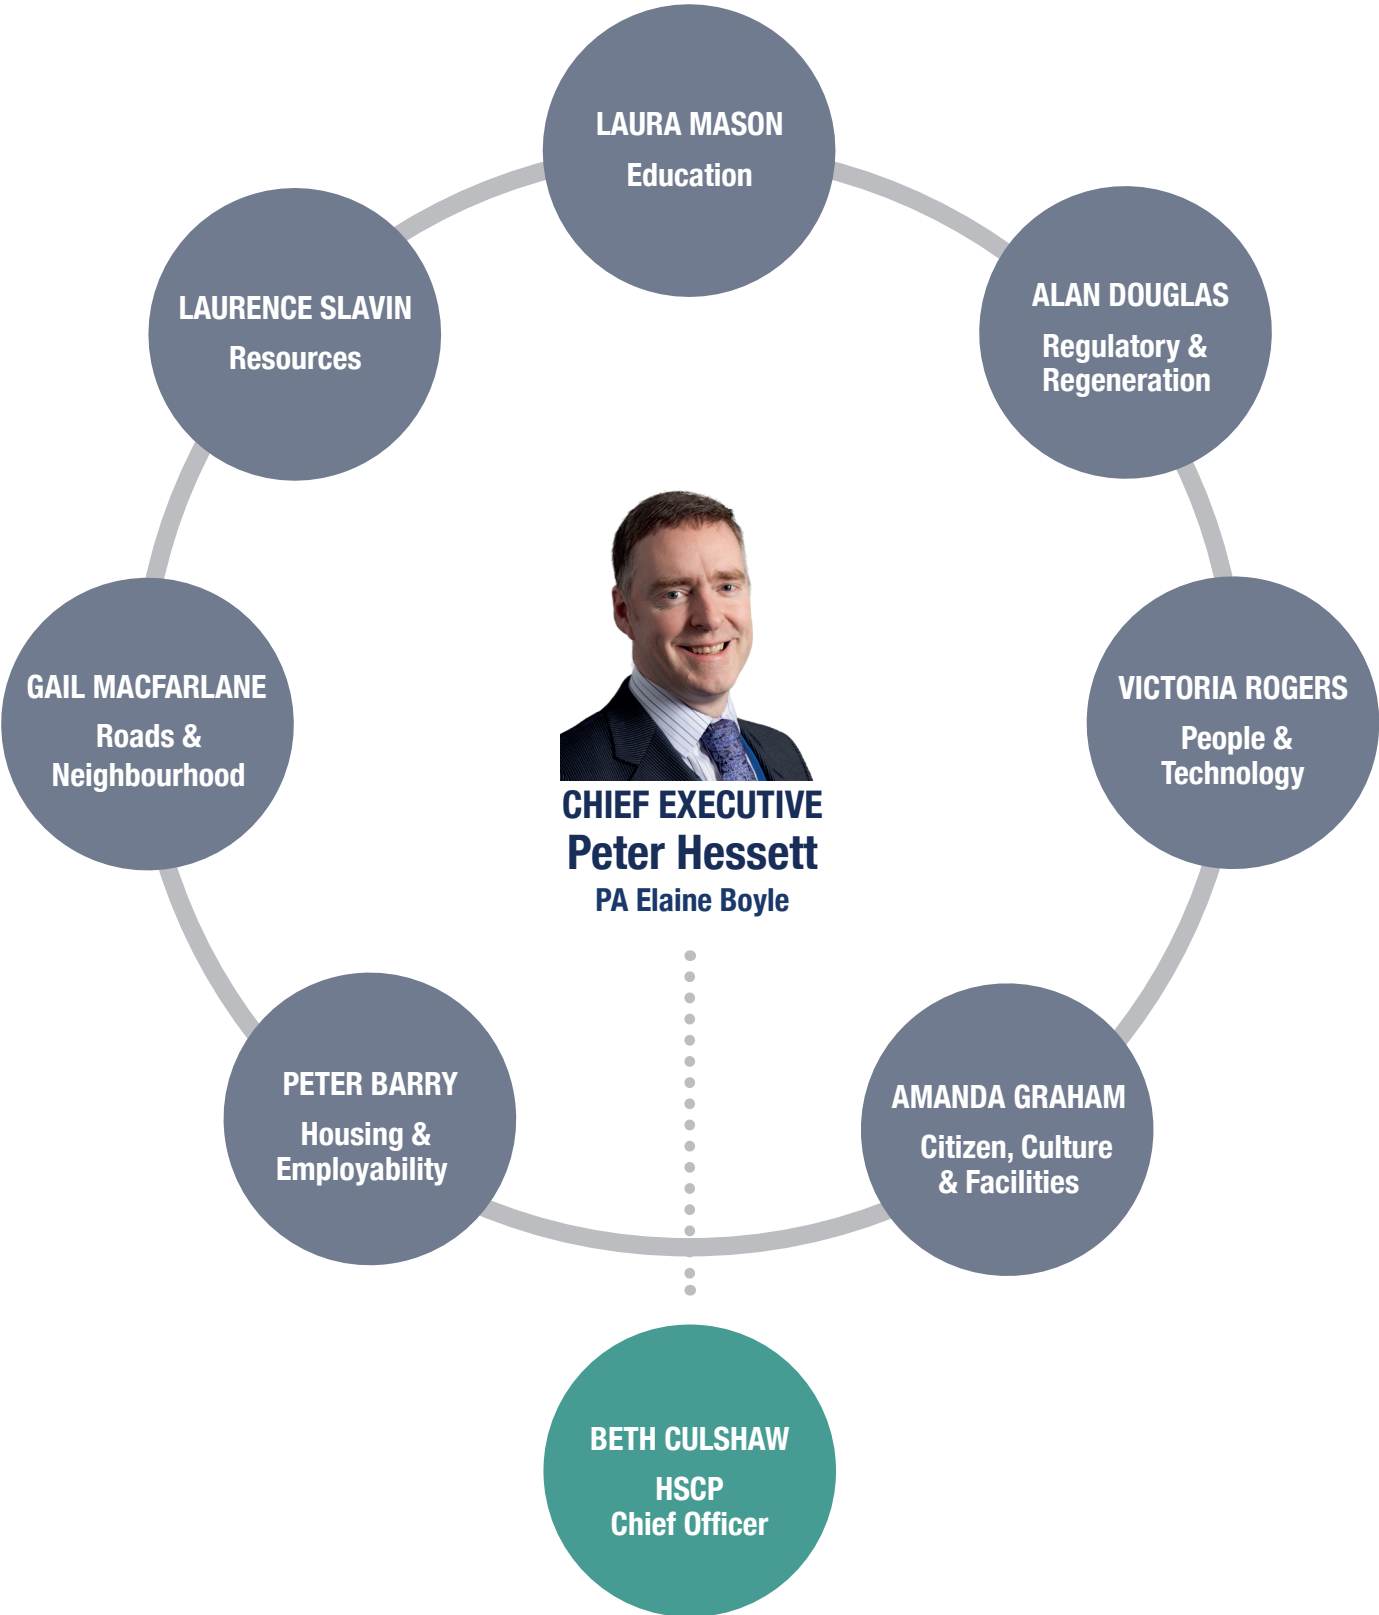 LAURA MASON
Education
LAURENCE SLAVIN
Resources
ALAN DOUGLAS
Regulatory &
Regeneration
GAIL MACFARLANE
Roads &
Neighbourhood
VICTORIA ROGERS
People &
Technology
CHIEF EXECUTIVE
Peter Hessett
PA Elaine Boyle
PETER BARRY
Housing &
Employability
AMANDA GRAHAM
Citizen, Culture
& Facilities
BETH CULSHAW
HSCP
Chief Officer